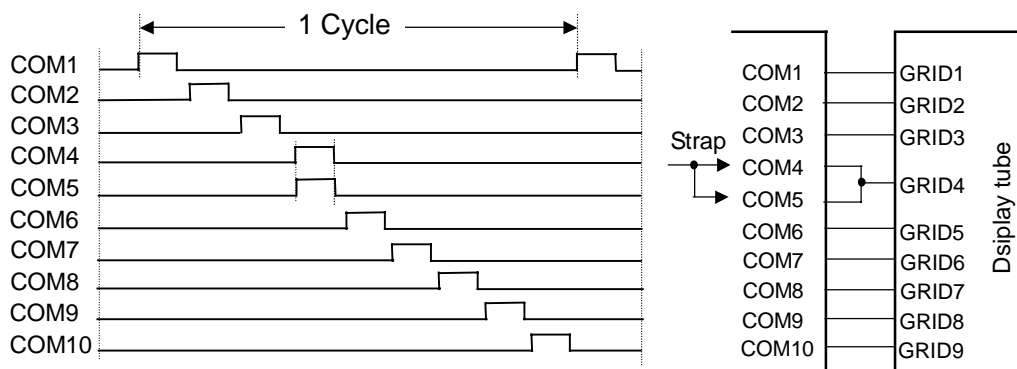 1 Cycle
COM1
COM2
COM3
COM4
COM5
COM6
COM7
COM8
COM9
COM10
Strap
COM1
COM2
COM3
COM4
COM5
COM6
COM7
COM8
COM9
COM10
GRID1
GRID2
GRID3
GRID4
GRID5
GRID6
GRID7
GRID8
GRID9
Dsiplay tube